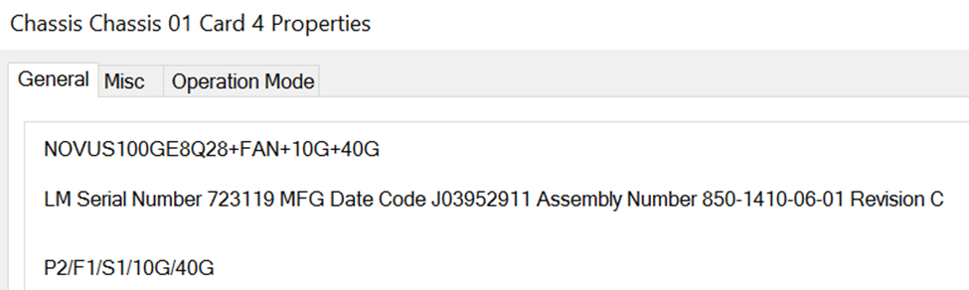 Chassis Chassis 01 Card 4 Properties
General Misc Operation Mode
NOVUS100GE8Q28+FAN+10G+40G
LM Serial Number 723119 MFG Date Code J03952911 Assembly Number 850-1410-06-01 Revision C
P2/F1/S1/10G/40G